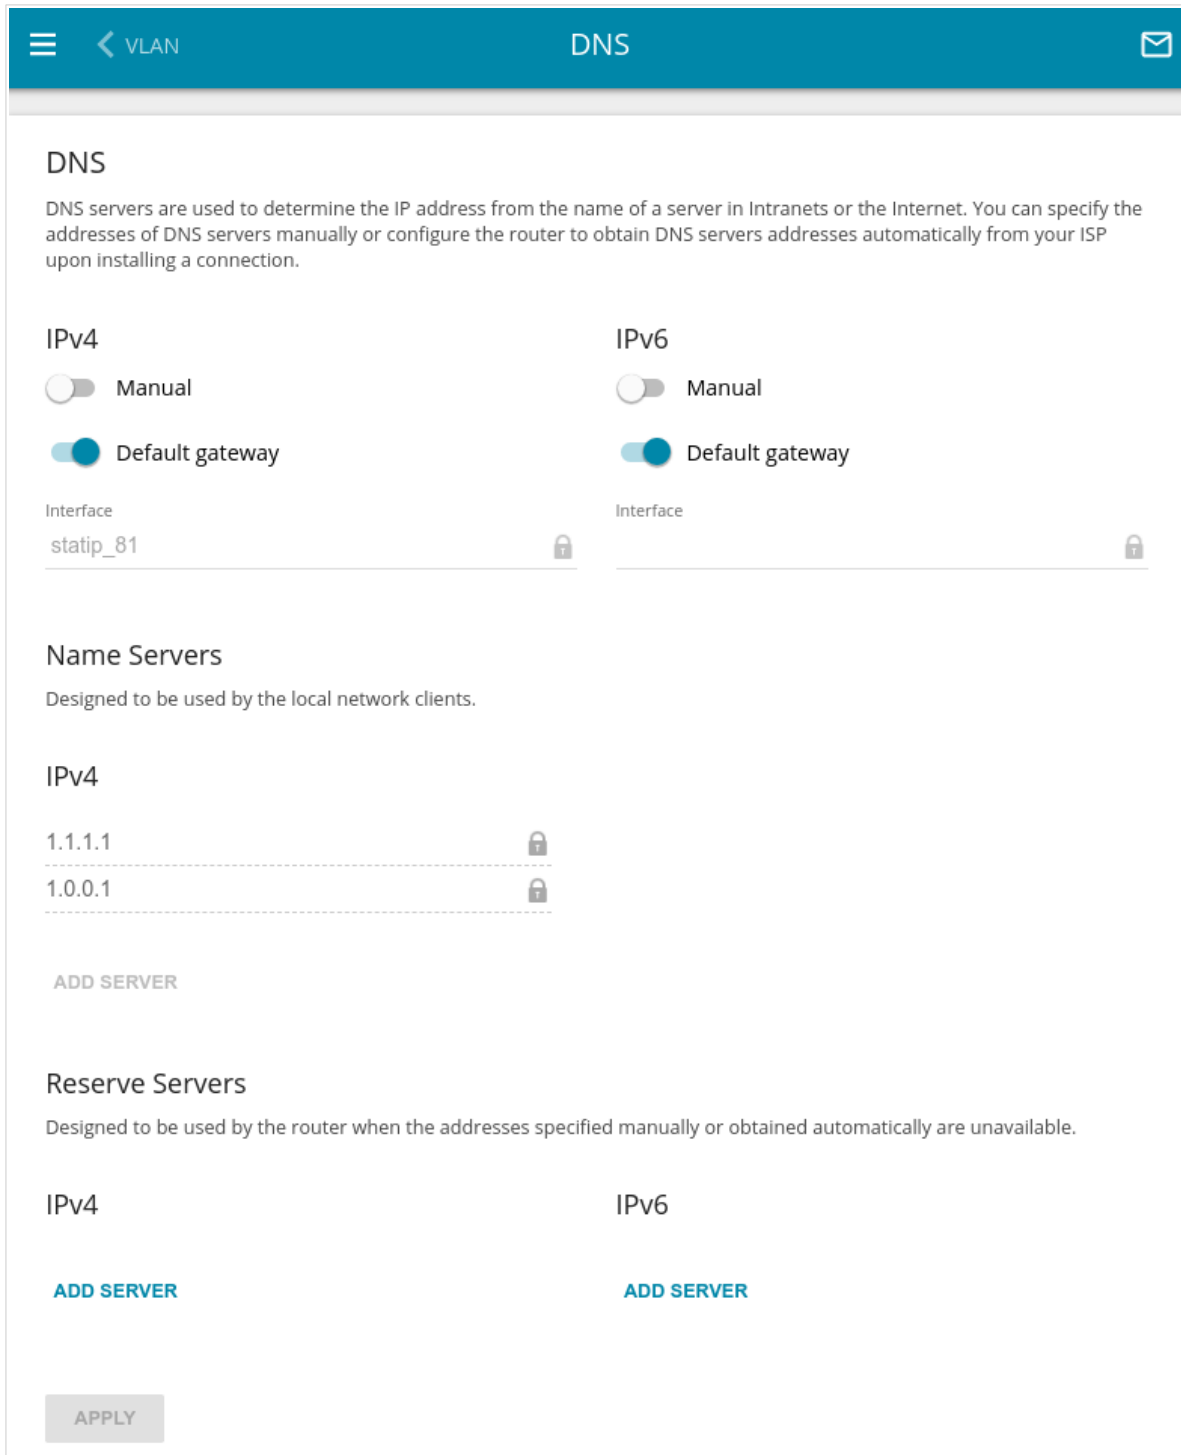 VLAN
DNS
DNS
DNS servers are used to determine the IP address from the name of a server in Intranets or the Internet. You can specify the
addresses of DNS servers manually or configure the router to obtain DNS servers addresses automatically from your ISP
upon installing a connection.
IPv4
Manual
Default gateway
Interface
statip_81
IPv6
Manual
Default gateway
Interface
Name Servers
Designed to be used by the local network clients.
IPv4
1.1.1.1
1.0.0.1
ADD SERVER
Reserve Servers
Designed to be used by the router when the addresses specified manually or obtained automatically are unavailable.
IPv4
ADD SERVER
IPv6
ADD SERVER
APPLY